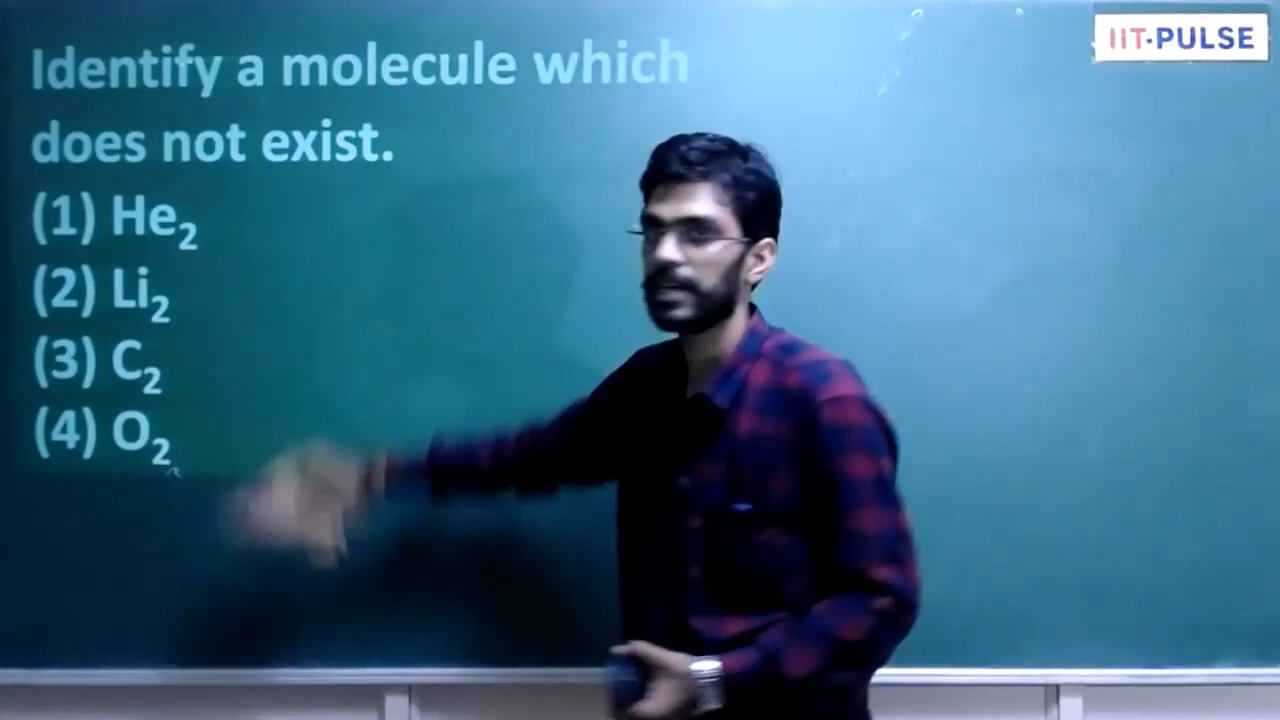 Identify a molecule which
does not exist.
(1) He₂
(2) Li₂
(3) C₂
(4) O₂
IIT-PULSE